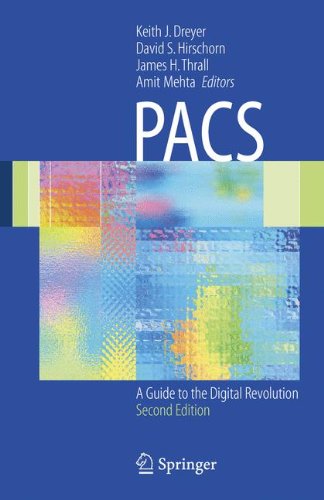 Keith J. Dreyer
David S. Hirschorn
James H. Thrall
Amit Mehta Editors
PACS
A Guide to the Digital Revolution
Second Edition
Springer